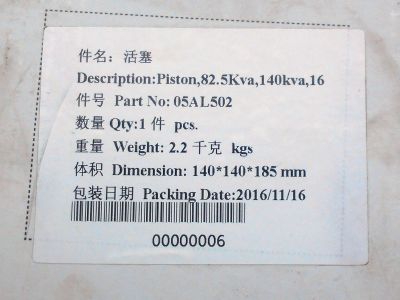 件名：活塞
Description:Piston,82.5Kva,140kva,16
件号 Part No: 05AL502
数量 Qty:1 件 pcs.
重量 Weight: 2.2 千克 kgs
体积 Dimension: 140*140*185 mm
包装日期 Packing Date:2016/11/16
00000006